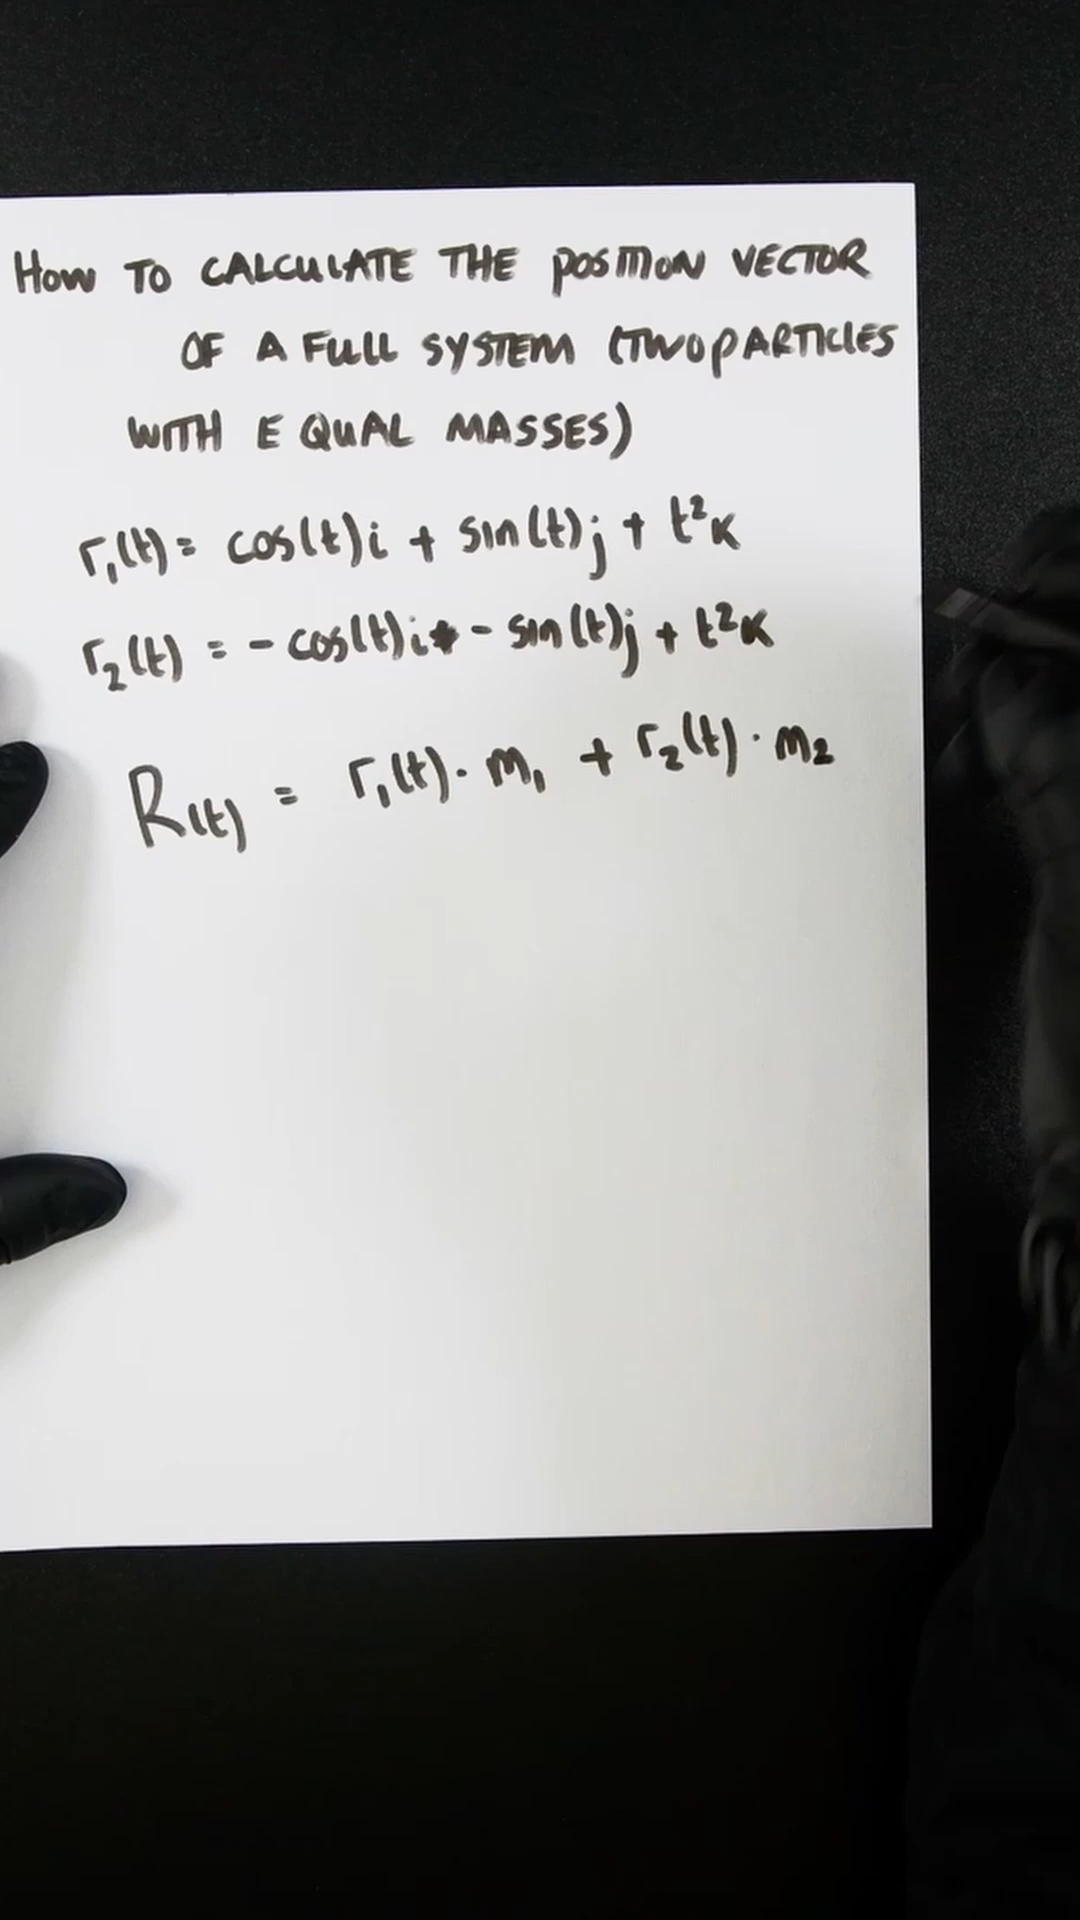 How TO CALCULATE THE POSITION VECTOR
OF A FULL SYSTEM (TWO PARTICLES
WITH EQUAL MASSES)
r₁(t) = cos(t)i + sin(t)j + t²k
r₂(t) = - cos(t)i - sin(t)j + t²k
R(t) = r₁(t) · m₁ + r₂(t) · m₂